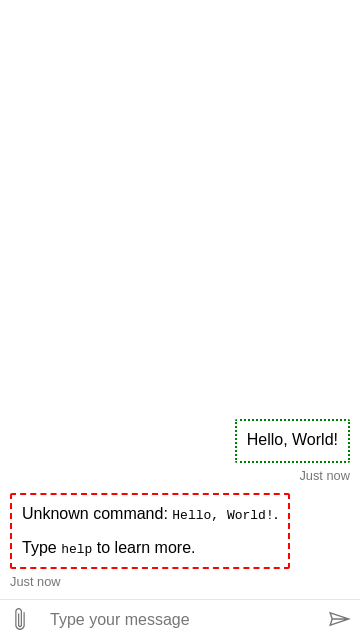 Hello, World!
Just now
Unknown command: Hello, World!.
Type help to learn more.
Just now
Type your message